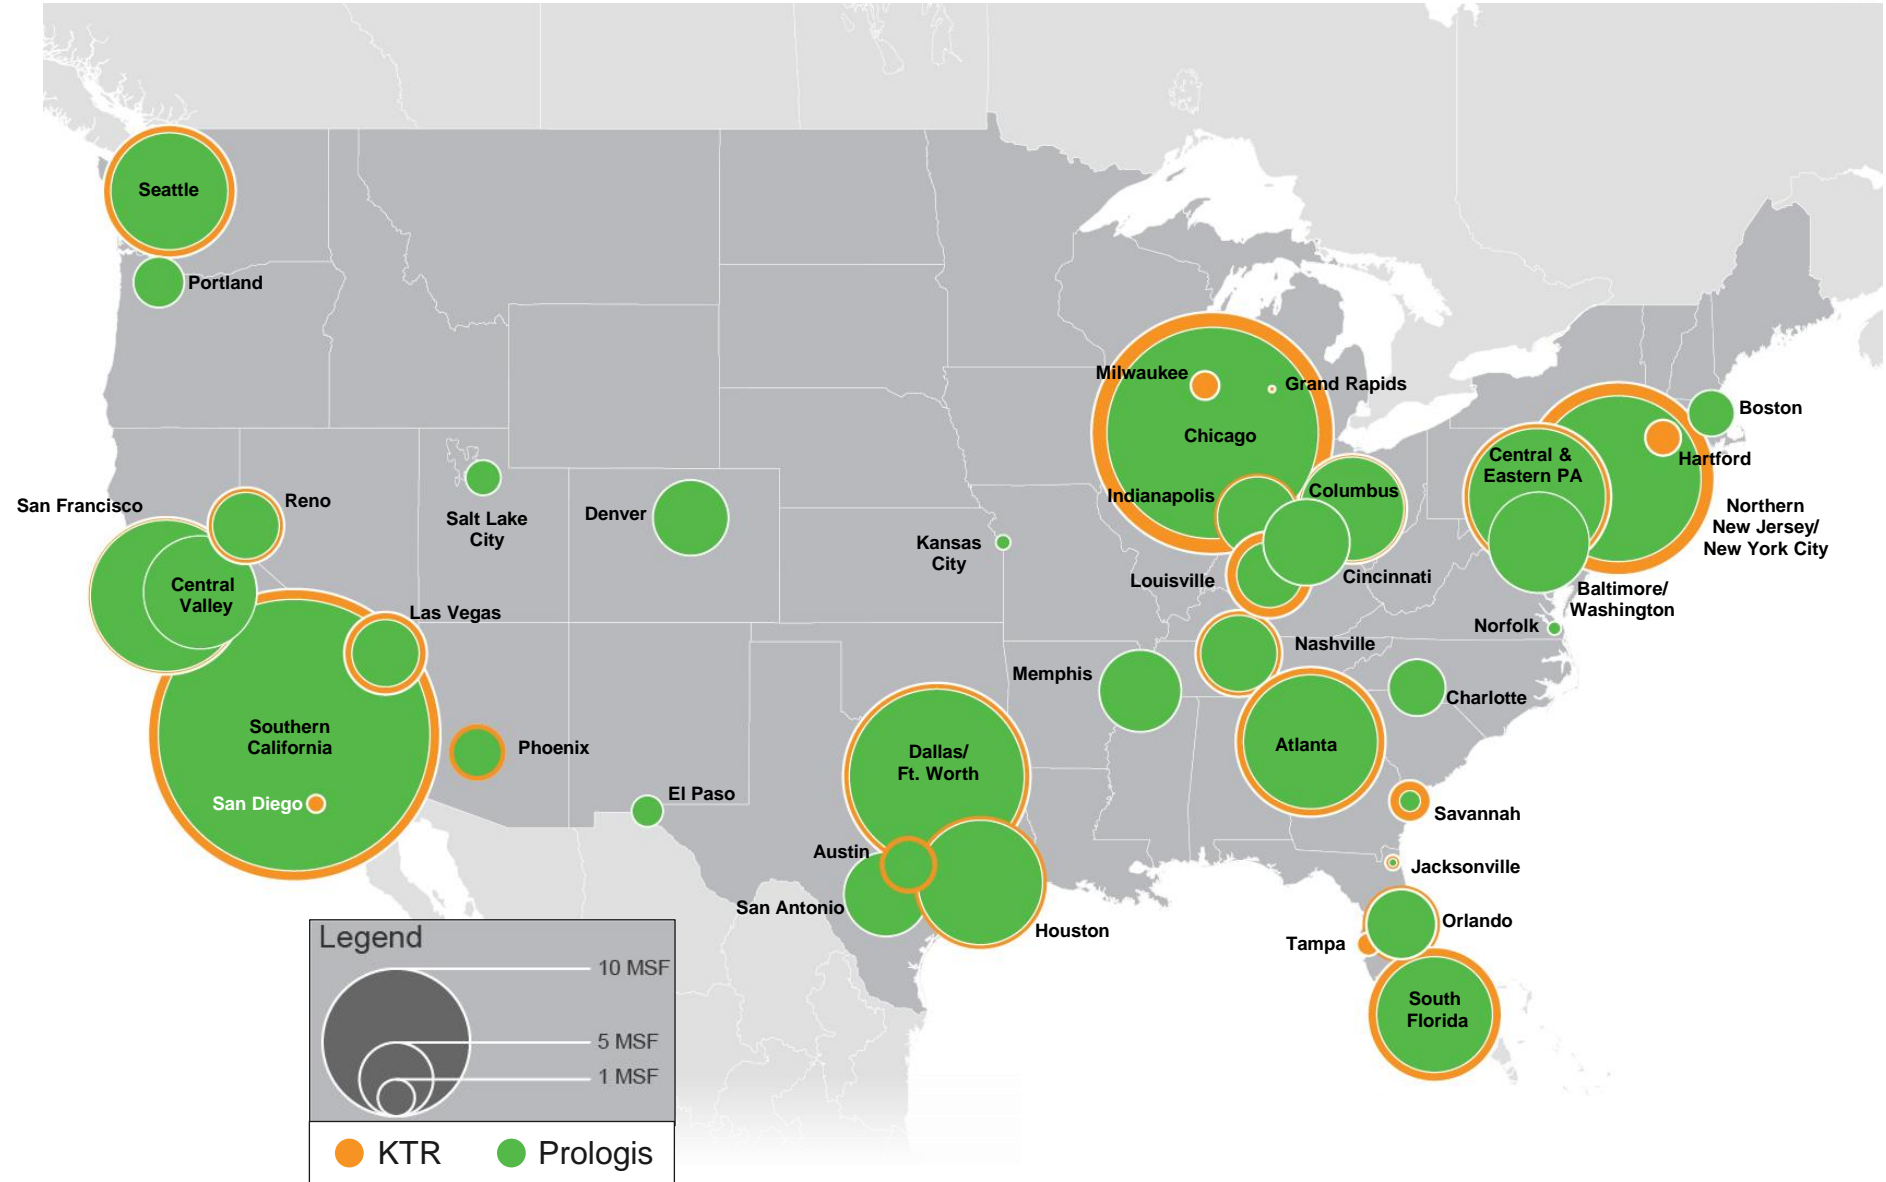 Seattle
Portland
San Francisco
Reno
Central
Valley
Salt Lake
City
Denver
Las Vegas
Southern
California
San Diego
Phoenix
El Paso
Kansas
City
Milwaukee
Grand Rapids
Chicago
Indianapolis
Columbus
Louisville
Cincinnati
Central &
Eastern PA
Boston
Hartford
Northern
New Jersey/
New York City
Baltimore/
Washington
Norfolk
Nashville
Memphis
Charlotte
Dallas/
Ft. Worth
Atlanta
Savannah
Austin
San Antonio
Houston
Jacksonville
Orlando
Tampa
South
Florida
Legend
10 MSF
5 MSF
1 MSF
KTR
Prologis